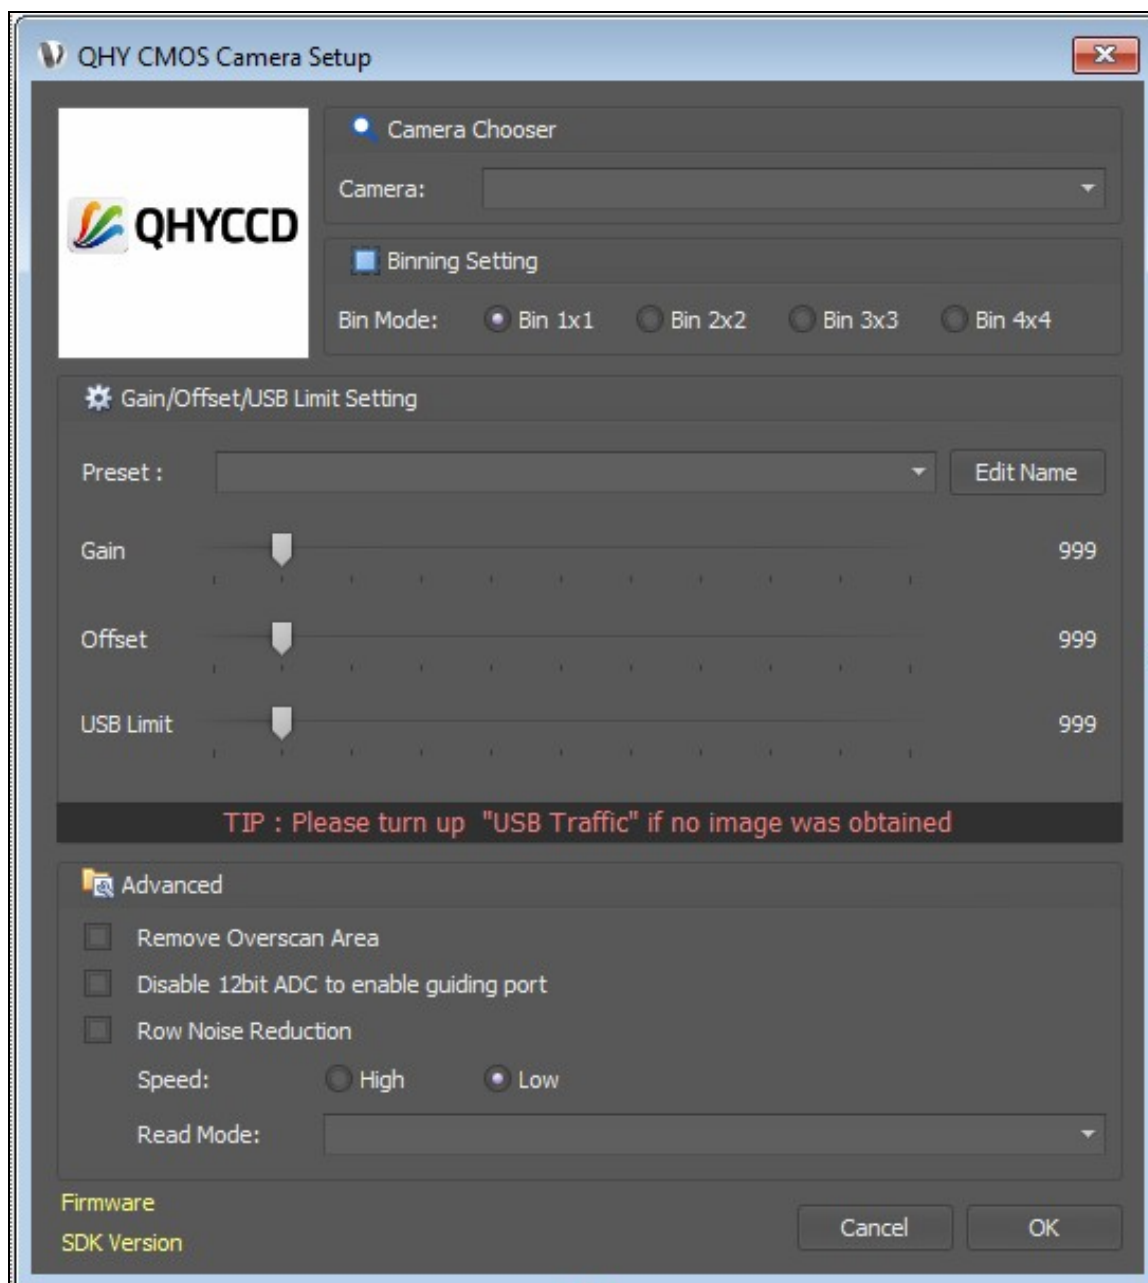 QHY CMOS Camera Setup
QHYCCD
Camera Chooser
Camera:
Binning Setting
Bin Mode: Bin 1x1 Bin 2x2 Bin 3x3 Bin 4x4
Gain/Offset/USB Limit Setting
Preset : Edit Name
Gain 999
Offset 999
USB Limit 999
TIP : Please turn up "USB Traffic" if no image was obtained
Advanced
Remove Overscan Area
Disable 12bit ADC to enable guiding port
Row Noise Reduction
Speed: High Low
Read Mode:
Firmware
SDK Version
Cancel OK